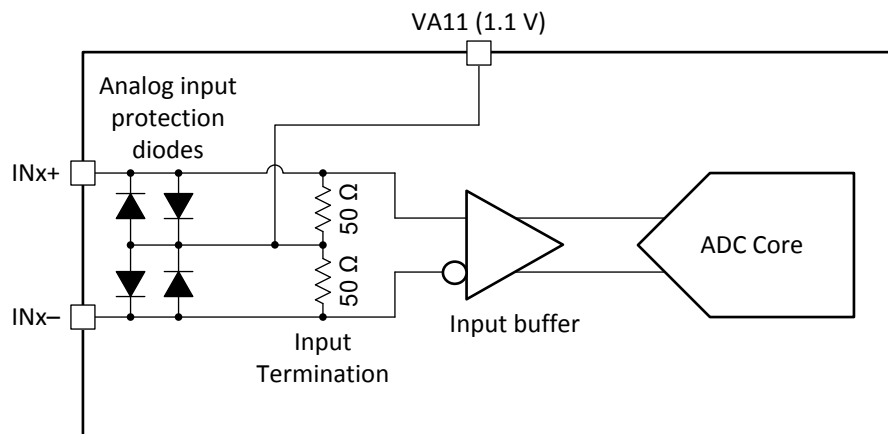 VA11 (1.1 V)
Analog input
protection
diodes
INx+
50 Ω
50 Ω
ADC Core
INx–
Input
Termination
Input buffer